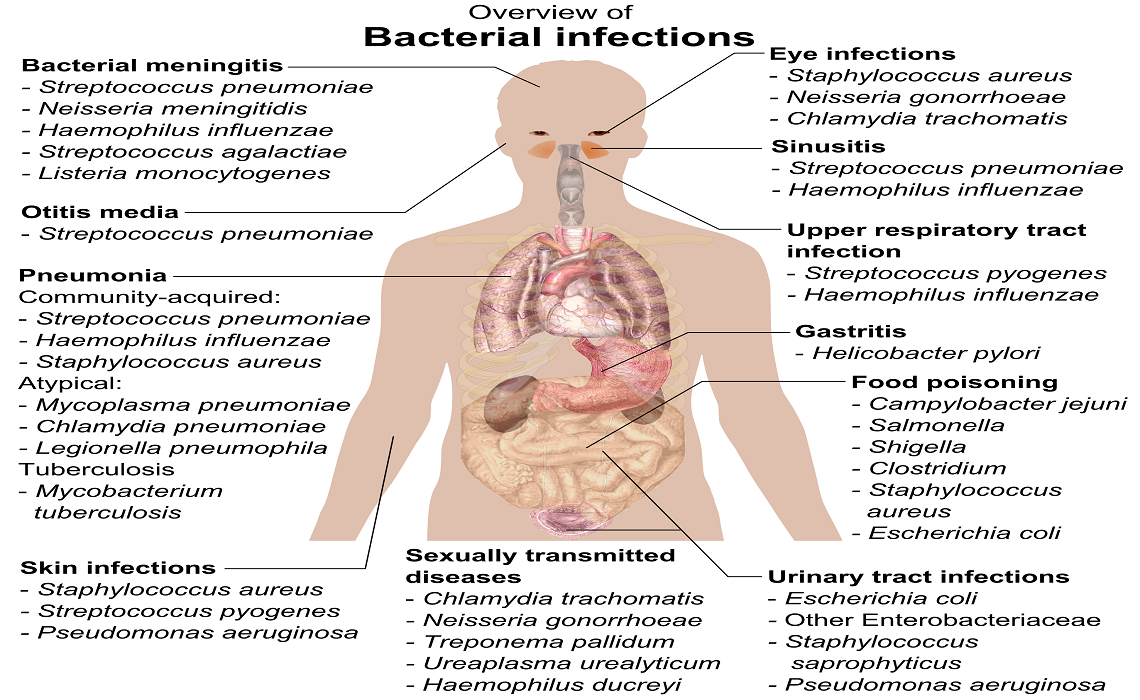 Overview of
Bacterial infections
Bacterial meningitis
- Streptococcus pneumoniae
- Neisseria meningitidis
- Haemophilus influenzae
- Streptococcus agalactiae
- Listeria monocytogenes
Otitis media
- Streptococcus pneumoniae
Pneumonia
Community-acquired:
- Streptococcus pneumoniae
- Haemophilus influenzae
- Staphylococcus aureus
Atypical:
- Mycoplasma pneumoniae
- Chlamydia pneumoniae
- Legionella pneumophila
Tuberculosis
- Mycobacterium
tuberculosis
Skin infections
- Staphylococcus aureus
- Streptococcus pyogenes
- Pseudomonas aeruginosa
Eye infections
- Staphylococcus aureus
- Neisseria gonorrhoeae
- Chlamydia trachomatis
Sinusitis
- Streptococcus pneumoniae
- Haemophilus influenzae
Upper respiratory tract
infection
- Streptococcus pyogenes
- Haemophilus influenzae
Gastritis
- Helicobacter pylori
Food poisoning
- Campylobacter jejuni
- Salmonella
- Shigella
- Clostridium
- Staphylococcus
aureus
- Escherichia coli
Sexually transmitted
diseases
- Chlamydia trachomatis
- Neisseria gonorrhoeae
- Treponema pallidum
- Ureaplasma urealyticum
- Haemophilus ducreyi
Urinary tract infections
- Escherichia coli
- Other Enterobacteriaceae
- Staphylococcus
saprophyticus
- Pseudomonas aeruginosa